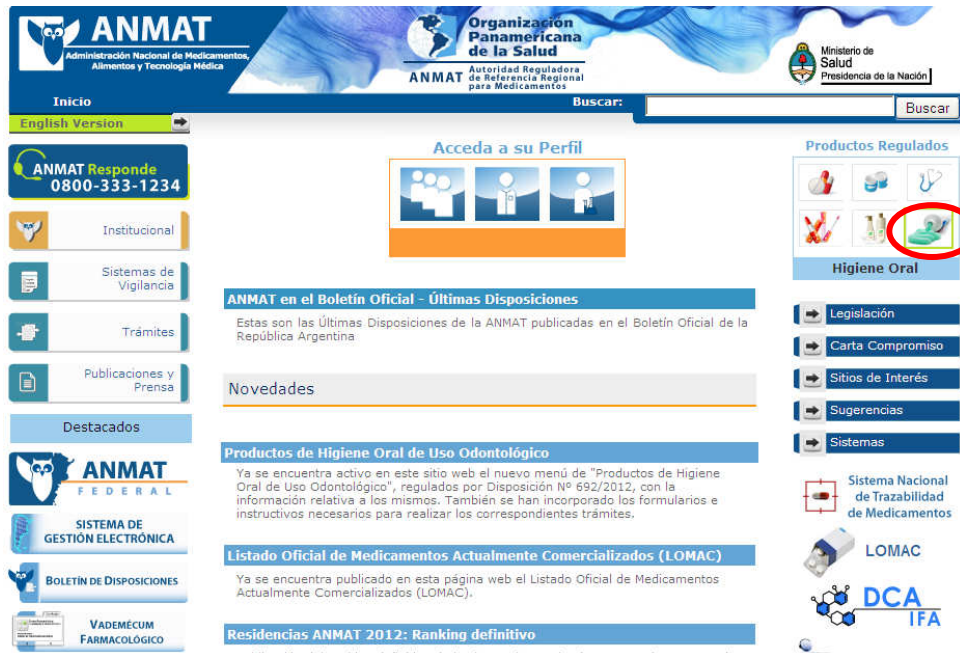 ANMAT
Administración Nacional de Medicamentos,
Alimentos y Tecnología Médica
Organización
Panamericana
de la Salud
ANMAT
Autoridad Reguladora
de Referencia Regional
para Medicamentos
Ministerio de
Salud
Presidencia de la Nación
Inicio
Buscar:
Buscar
English Version
ANMAT Responde
0800-333-1234
Institucional
Sistemas de
Vigilancia
Trámites
Publicaciones y
Prensa
Destacados
ANMAT
FEDERAL
SISTEMA DE
GESTIÓN ELECTRÓNICA
BOLETÍN DE DISPOSICIONES
VADEMÉCUM
FARMACOLÓGICO
Acceda a su Perfil
ANMAT en el Boletín Oficial - Últimas Disposiciones
Estas son las Últimas Disposiciones de la ANMAT publicadas en el Boletín Oficial de la
República Argentina
Novedades
Productos de Higiene Oral de Uso Odontológico
Ya se encuentra activo en este sitio web el nuevo menú de "Productos de Higiene
Oral de Uso Odontológico", regulados por Disposición Nº 692/2012, con la
información relativa a los mismos. También se han incorporado los formularios e
instructivos necesarios para realizar los correspondientes trámites.
Listado Oficial de Medicamentos Actualmente Comercializados (LOMAC)
Ya se encuentra publicado en esta página web el Listado Oficial de Medicamentos
Actualmente Comercializados (LOMAC).
Residencias ANMAT 2012: Ranking definitivo
Productos Regulados
Higiene Oral
Legislación
Carta Compromiso
Sitios de Interés
Sugerencias
Sistemas
Sistema Nacional
de Trazabilidad
de Medicamentos
LOMAC
DCA
IFA